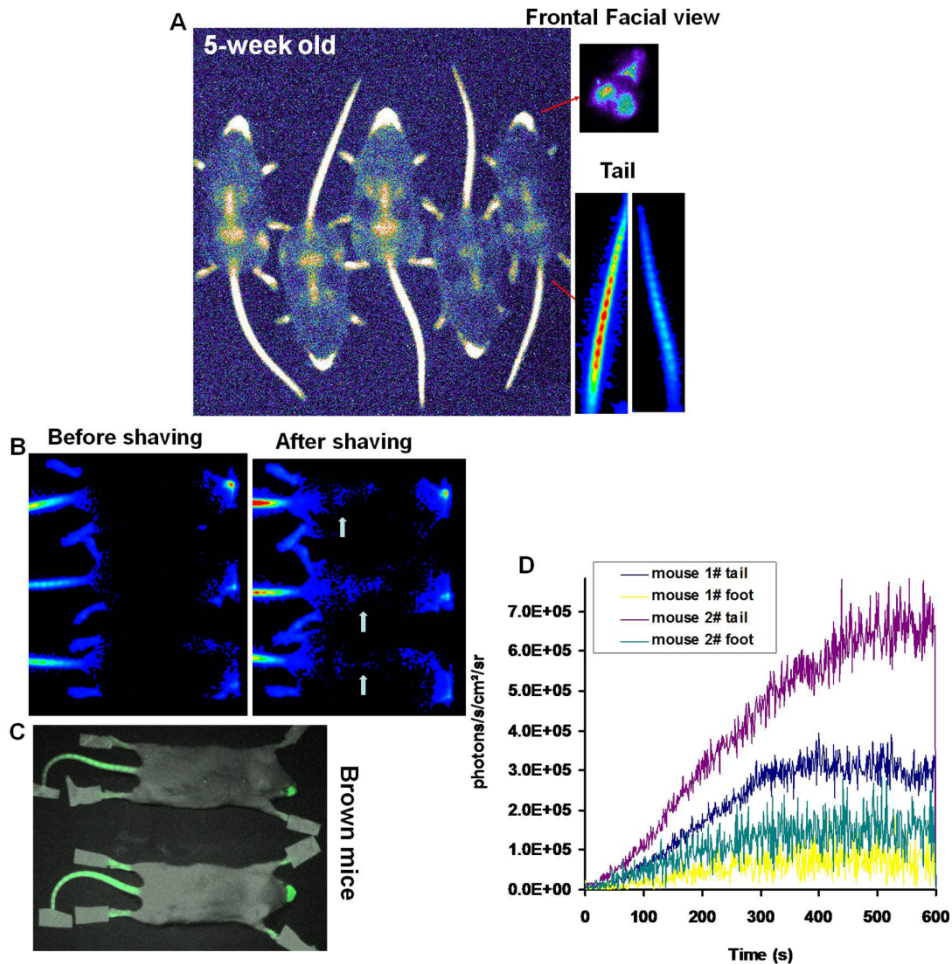 A
5-week old
Frontal Facial view
Tail
B
Before shaving
After shaving
C
Brown mice
D
mouse 1# tail
mouse 1# foot
mouse 2# tail
mouse 2# foot
photons/s/cm²/sr
7.0E+05
6.0E+05
5.0E+05
4.0E+05
3.0E+05
2.0E+05
1.0E+05
0.0E+00
0 100 200 300 400 500 600
Time (s)